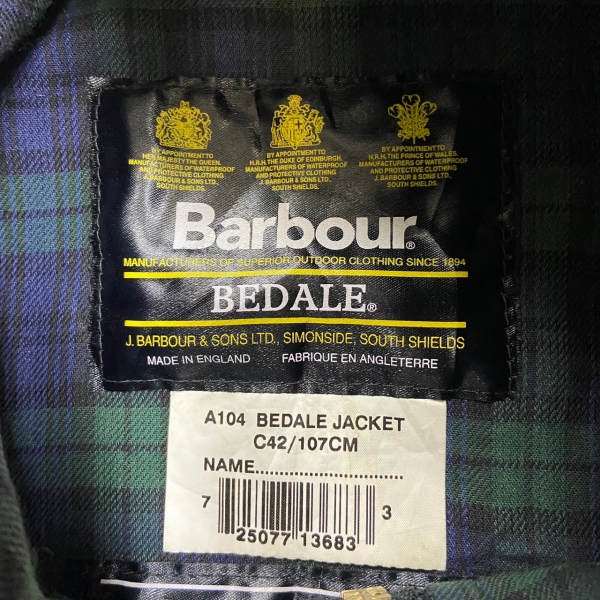 BY APPOINTMENT TO
HER MAJESTY THE QUEEN,
MANUFACTURERS OF WATERPROOF
AND PROTECTIVE CLOTHING
J. BARBOUR & SONS LTD.,
SOUTH SHIELDS
BY APPOINTMENT TO
H.R.H. THE DUKE OF EDINBURGH,
MANUFACTURERS OF WATERPROOF
AND PROTECTIVE CLOTHING
J. BARBOUR & SONS LTD.,
SOUTH SHIELDS.
BY APPOINTMENT TO
H.R.H. THE PRINCE OF WALES,
MANUFACTURERS OF WATERPROOF
AND PROTECTIVE CLOTHING
J. BARBOUR & SONS LTD.,
SOUTH SHIELDS.
Barbour®
MANUFACTURERS OF SUPERIOR OUTDOOR CLOTHING SINCE 1894
BEDALE®
J. BARBOUR & SONS LTD., SIMONSIDE, SOUTH SHIELDS
MADE IN ENGLAND FABRIQUE EN ANGLETERRE
A104 BEDALE JACKET
C42/107CM
NAME..............................
7 25077 13683 3